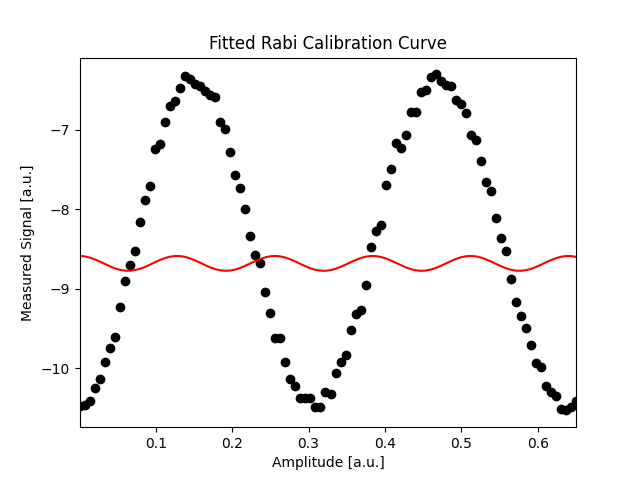 Fitted Rabi Calibration Curve
Measured Signal [a.u.]
−7
−8
−9
−10
0.1 0.2 0.3 0.4 0.5 0.6
Amplitude [a.u.]